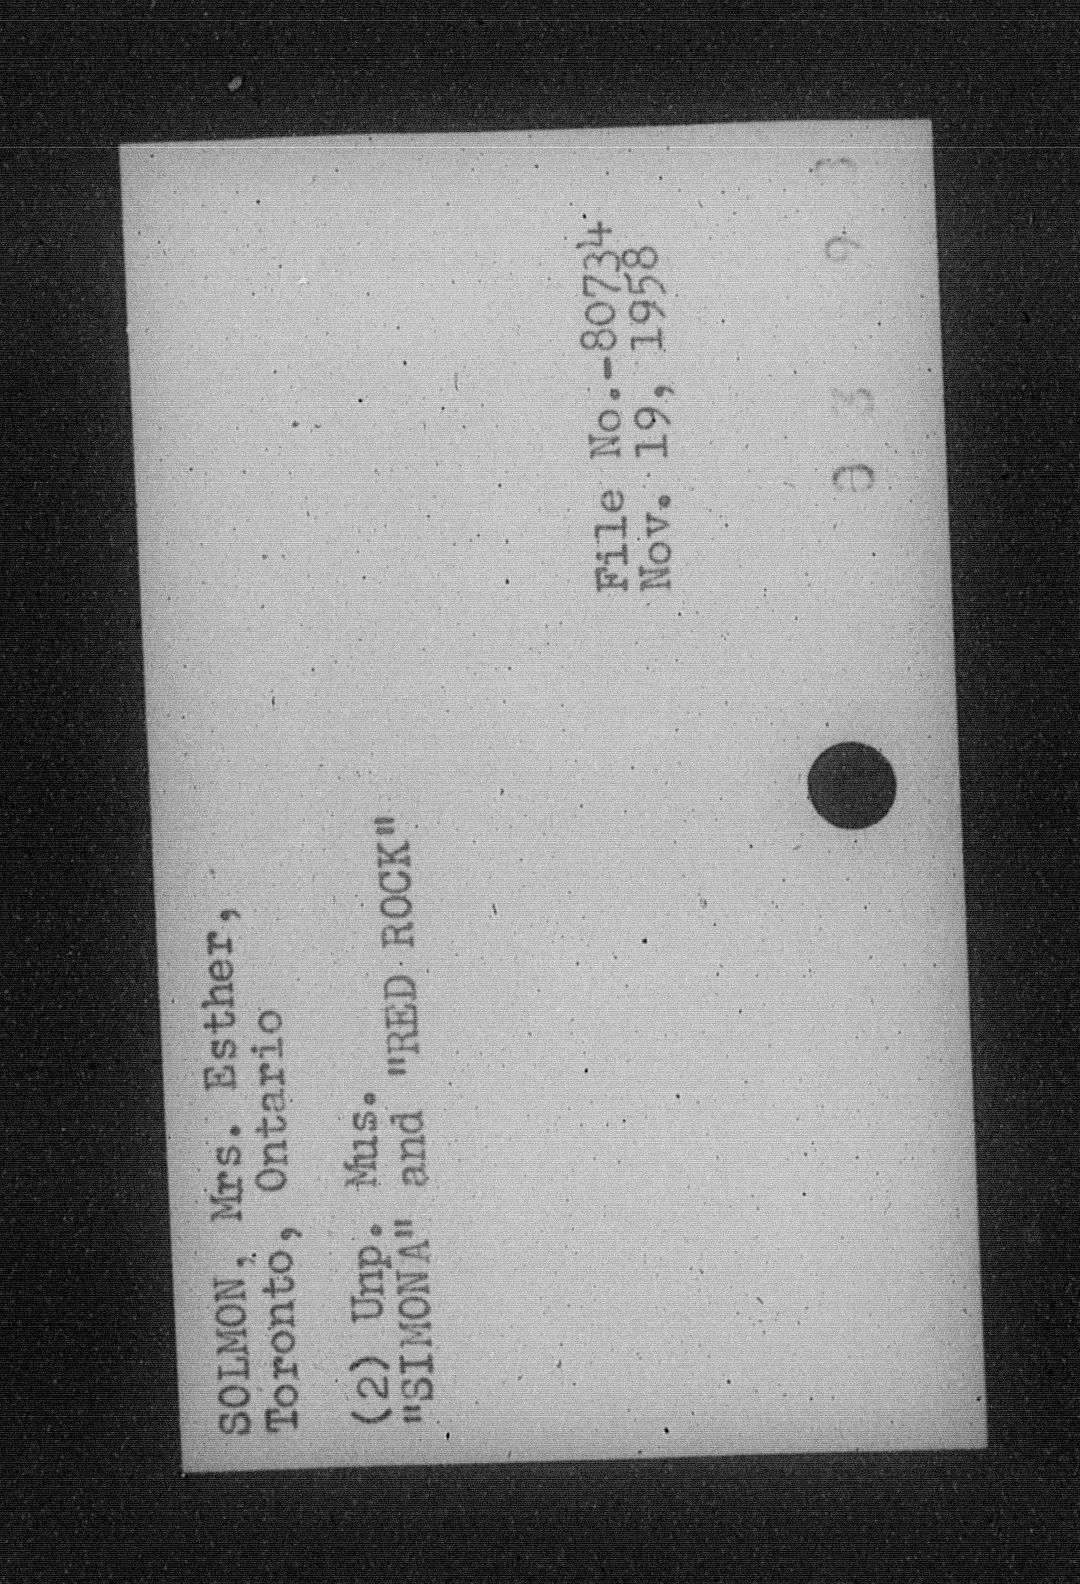 SOLMON, Mrs. Esther,
Toronto, Ontario
(2) Unp. Mus.
"SIMONA" and "RED ROCK"
File No.-80734
Nov. 19, 1958